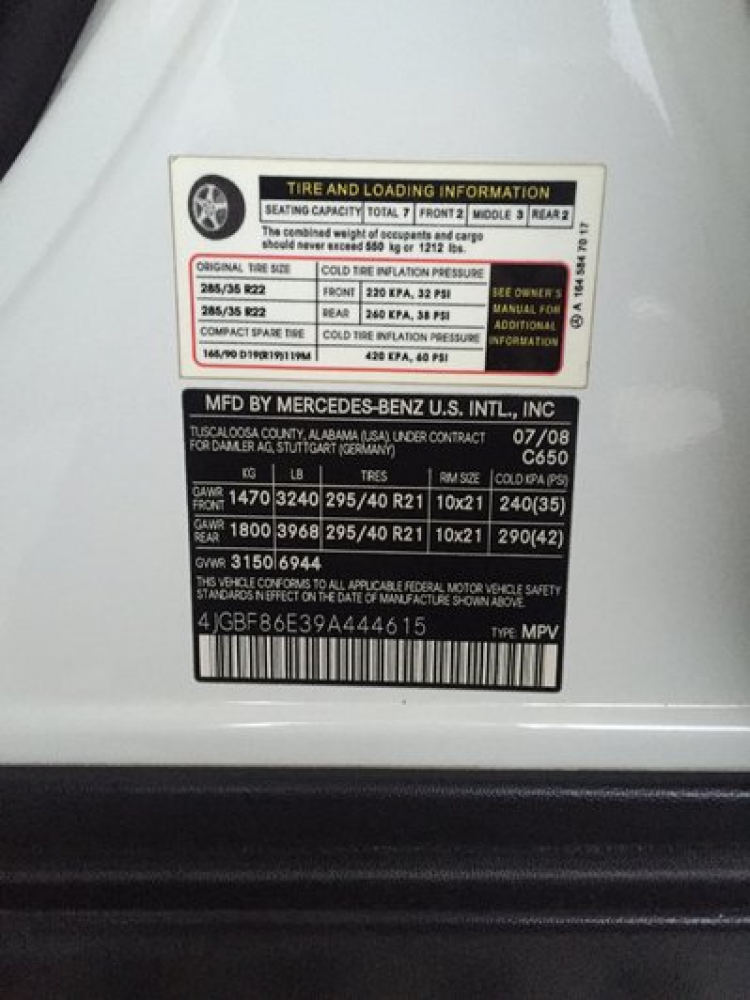 TIRE AND LOADING INFORMATION
SEATING CAPACITY TOTAL 7 FRONT 2 MIDDLE 3 REAR 2
The combined weight of occupants and cargo
should never exceed 550 kg or 1212 lbs.
ORIGINAL TIRE SIZE COLD TIRE INFLATION PRESSURE
285/35 R22 FRONT 220 KPA, 32 PSI
285/35 R22 REAR 260 KPA, 38 PSI
COMPACT SPARE TIRE COLD TIRE INFLATION PRESSURE
165/90 D19(R19)119M 420 KPA, 60 PSI
SEE OWNER'S
MANUAL FOR
ADDITIONAL
INFORMATION
A 164 584 70 17
MFD BY MERCEDES-BENZ U.S. INTL., INC
TUSCALOOSA COUNTY, ALABAMA (USA), UNDER CONTRACT 07/08
FOR DAIMLER AG, STUTTGART (GERMANY) C650
KG LB TIRES RIM SIZE COLD KPA (PSI)
GAWR FRONT 1470 3240 295/40 R21 10x21 240(35)
GAWR REAR 1800 3968 295/40 R21 10x21 290(42)
GVWR 3150 6944
THIS VEHICLE CONFORMS TO ALL APPLICABLE FEDERAL MOTOR VEHICLE SAFETY
STANDARDS IN EFFECT ON THE DATE OF MANUFACTURE SHOWN ABOVE.
4JGBF86E39A444615 TYPE: MPV